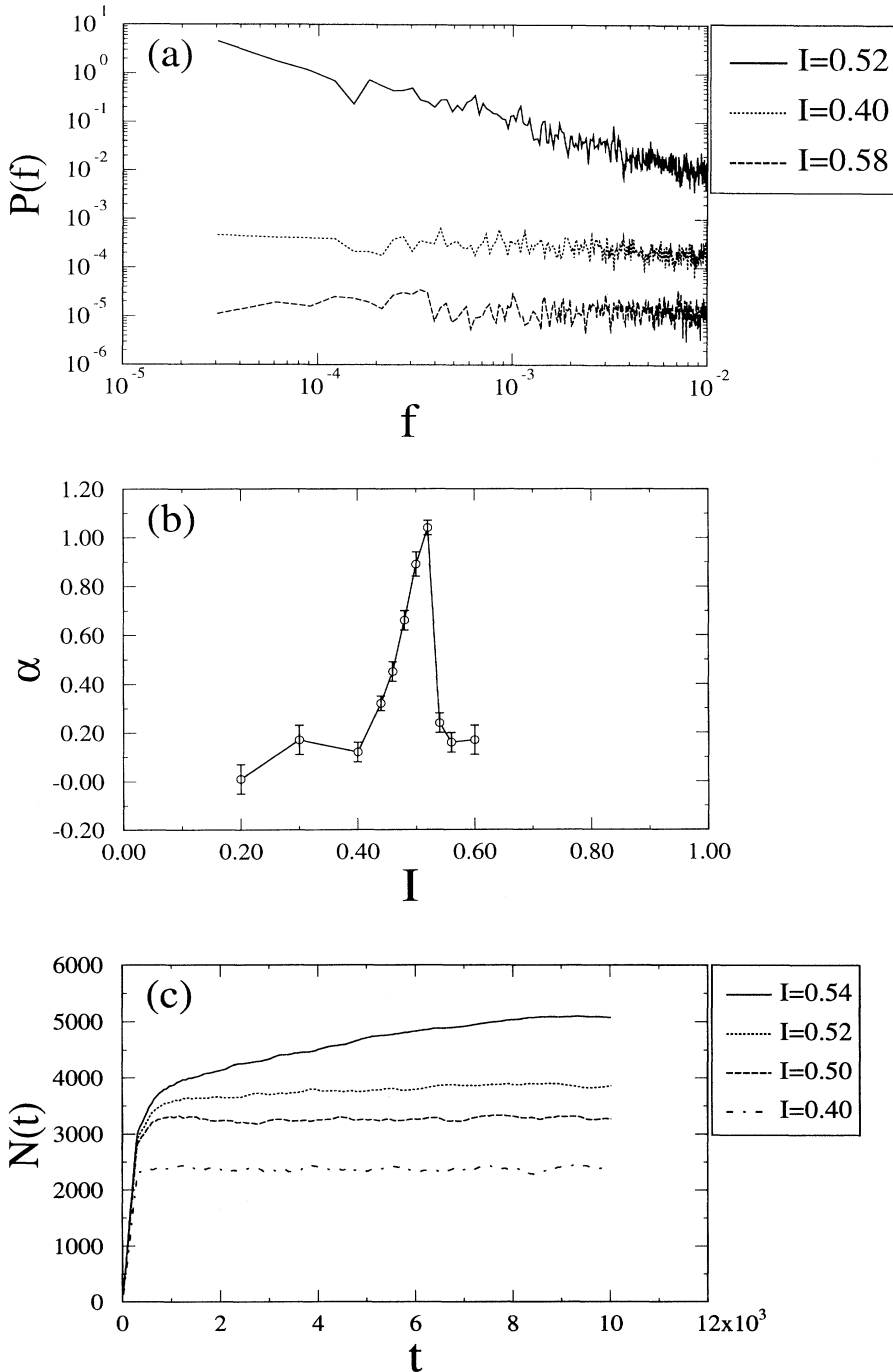 (a)
P(f)
10^1
10^0
10^-1
10^-2
10^-3
10^-4
10^-5
10^-6
10^-5
10^-4
10^-3
10^-2
f
I=0.52
I=0.40
I=0.58
(b)
α
1.20
1.00
0.80
0.60
0.40
0.20
-0.00
-0.20
0.00
0.20
0.40
0.60
0.80
1.00
I
(c)
N(t)
6000
5000
4000
3000
2000
1000
0
0
2
4
6
8
10
12x10^3
t
I=0.54
I=0.52
I=0.50
I=0.40